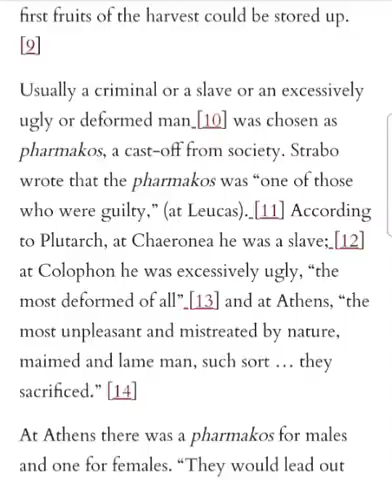 first fruits of the harvest could be stored up.
[9]
Usually a criminal or a slave or an excessively
ugly or deformed man [10] was chosen as
pharmakos, a cast-off from society. Strabo
wrote that the pharmakos was “one of those
who were guilty,” (at Leucas). [11] According
to Plutarch, at Chaeronea he was a slave; [12]
at Colophon he was excessively ugly, “the
most deformed of all” [13] and at Athens, “the
most unpleasant and mistreated by nature,
maimed and lame man, such sort … they
sacrificed.” [14]
At Athens there was a pharmakos for males
and one for females. “They would lead out